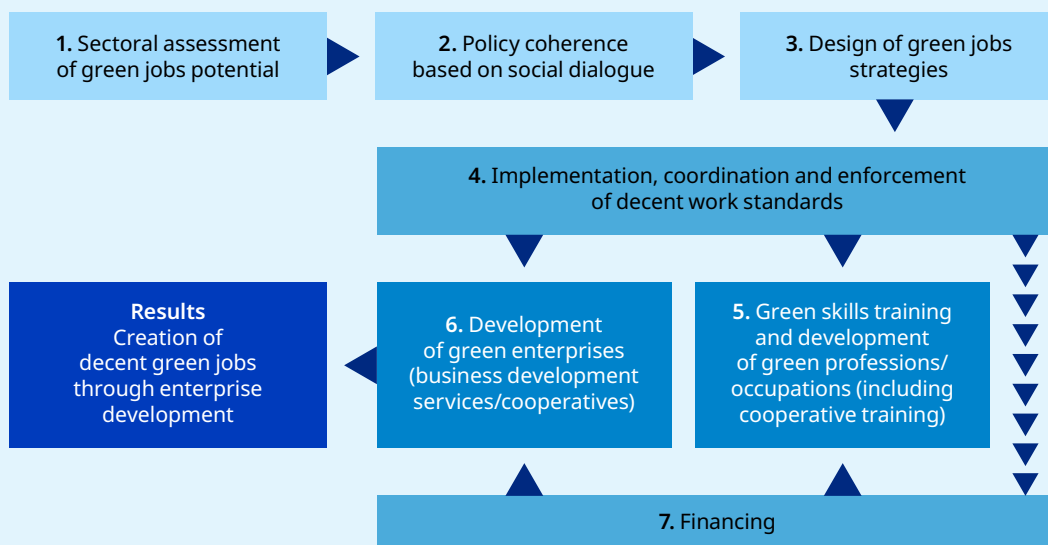 1. Sectoral assessment
of green jobs potential
2. Policy coherence
based on social dialogue
3. Design of green jobs
strategies
4. Implementation, coordination and enforcement
of decent work standards
Results
Creation of
decent green jobs
through enterprise
development
6. Development
of green enterprises
(business development
services/cooperatives)
5. Green skills training
and development
of green professions/
occupations (including
cooperative training)
7. Financing